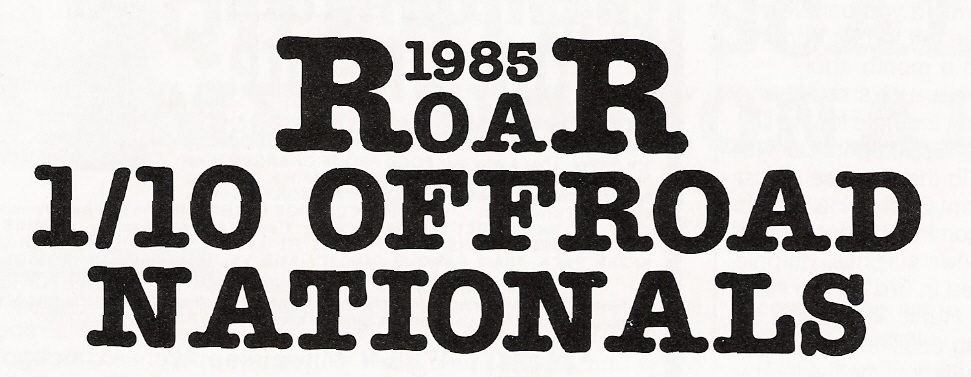 1985
ROAR
1/10 OFFROAD
NATIONALS